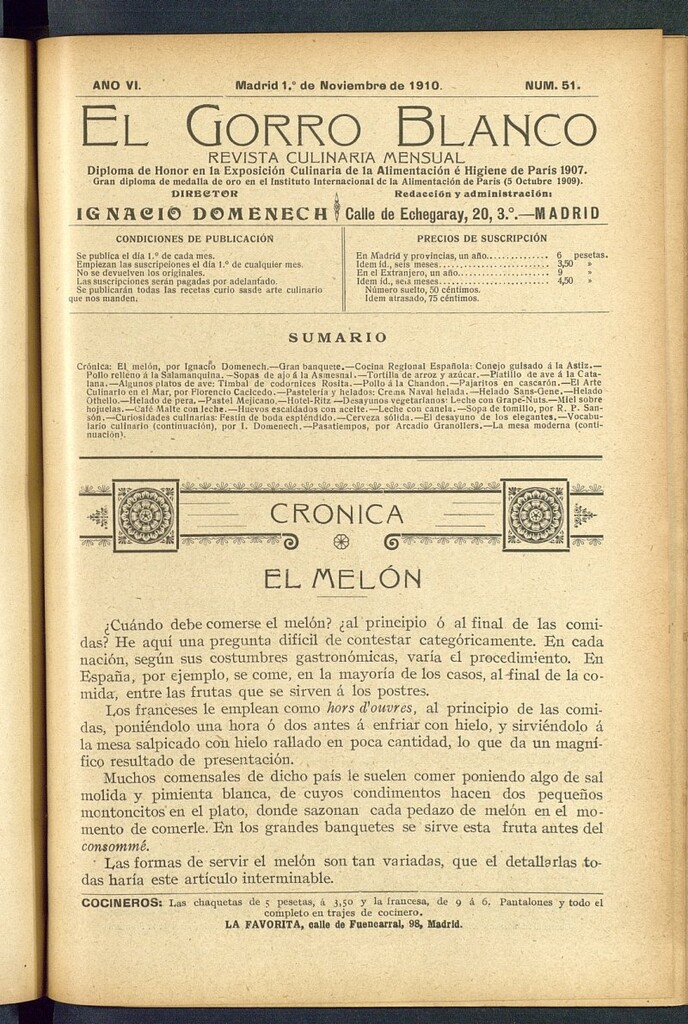 AÑO VI. Madrid 1.º de Noviembre de 1910. NUM. 51.
EL GORRO BLANCO
REVISTA CULINARIA MENSUAL
Diploma de Honor en la Exposición Culinaria de la Alimentación é Higiene de París 1907.
Gran diploma de medalla de oro en el Instituto Internacional de la Alimentación de París (5 Octubre 1909).
DIRECTOR Redacción y administración:
IGNACIO DOMENECH Calle de Echegaray, 20, 3.º.—MADRID
CONDICIONES DE PUBLICACIÓN
Se publica el día 1.º de cada mes.
Empiezan las suscripciones el día 1.º de cualquier mes.
No se devuelven los originales.
Las suscripciones serán pagadas por adelantado.
Se publicarán todas las recetas curio sasde arte culinario
que nos manden.
PRECIOS DE SUSCRIPCIÓN
En Madrid y provincias, un año.............. 6 pesetas.
Idem id., seis meses......................... 3,50 »
En el Extranjero, un año..................... 9 »
Idem id., seis meses......................... 4,50 »
Número suelto, 50 céntimos.
Idem atrasado, 75 céntimos.
SUMARIO
Crónica: El melón, por Ignacio Domenech.—Gran banquete.—Cocina Regional Española: Conejo guisado á la Astiz.—
Pollo relleno á la Salamanquina.—Sopas de ajo á la Asmesnal.—Tortilla de arroz y azúcar.—Platillo de ave á la Cata-
lana.—Algunos platos de ave: Timbal de codornices Rosita.—Pollo á la Chandon.—Pajaritos en cascarón.—El Arte
Culinario en el Mar, por Florencio Cacicedo.—Pastelería y helados: Crema Naval helada.—Helado Sans-Gene.—Helado
Othello.—Helado de pera.—Pastel Mejicano.—Hotel-Ritz—Desayunos vegetarianos: Leche con Grape-Nuts.—Miel sobre
hojuelas.—Café Malte con leche.—Huevos escaldados con aceite.—Leche con canela.—Sopa de tomillo, por R. P. San-
són.—Curiosidades culinarias: Festín de boda espléndido.—Cerveza sólida.—El desayuno de los elegantes.—Vocabu-
lario culinario (continuación), por I. Domenech.—Pasatiempos, por Arcadio Granollers.—La mesa moderna (conti-
nuación).
CRÓNICA
EL MELÓN
¿Cuándo debe comerse el melón? ¿al principio ó al final de las comi-
das? He aquí una pregunta difícil de contestar categóricamente. En cada
nación, según sus costumbres gastronómicas, varía el procedimiento. En
España, por ejemplo, se come, en la mayoría de los casos, al final de la co-
mida, entre las frutas que se sirven á los postres.
Los franceses le emplean como hors d'ouvres, al principio de las comi-
das, poniéndolo una hora ó dos antes á enfriar con hielo, y sirviéndolo á
la mesa salpicado con hielo rallado en poca cantidad, lo que da un magní-
fico resultado de presentación.
Muchos comensales de dicho país le suelen comer poniendo algo de sal
molida y pimienta blanca, de cuyos condimentos hacen dos pequeños
montoncitos en el plato, donde sazonan cada pedazo de melón en el mo-
mento de comerle. En los grandes banquetes se sirve esta fruta antes del
consommé.
Las formas de servir el melón son tan variadas, que el detallarlas to-
das haría este artículo interminable.
COCINEROS: Las chaquetas de 5 pesetas, á 3,50 y la francesa, de 9 á 6. Pantalones y todo el
completo en trajes de cocinero.
LA FAVORITA, calle de Fuencarral, 98, Madrid.